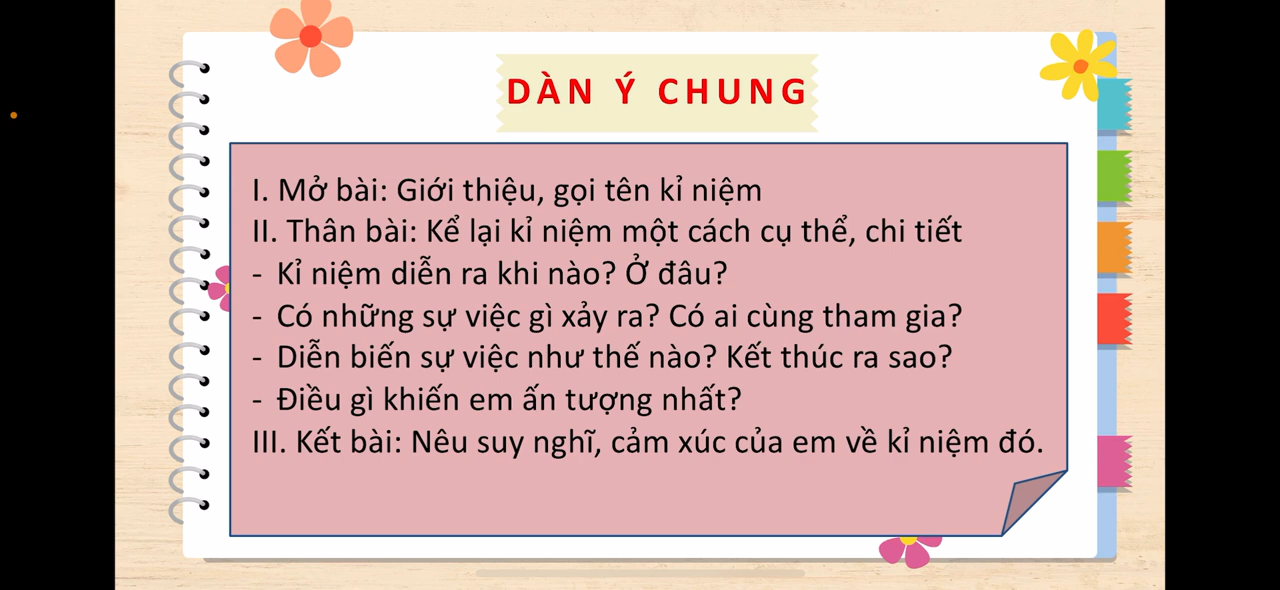 DÀN Ý CHUNG
I. Mở bài: Giới thiệu, gọi tên kỉ niệm
II. Thân bài: Kể lại kỉ niệm một cách cụ thể, chi tiết
- Kỉ niệm diễn ra khi nào? Ở đâu?
- Có những sự việc gì xảy ra? Có ai cùng tham gia?
- Diễn biến sự việc như thế nào? Kết thúc ra sao?
- Điều gì khiến em ấn tượng nhất?
III. Kết bài: Nêu suy nghĩ, cảm xúc của em về kỉ niệm đó.